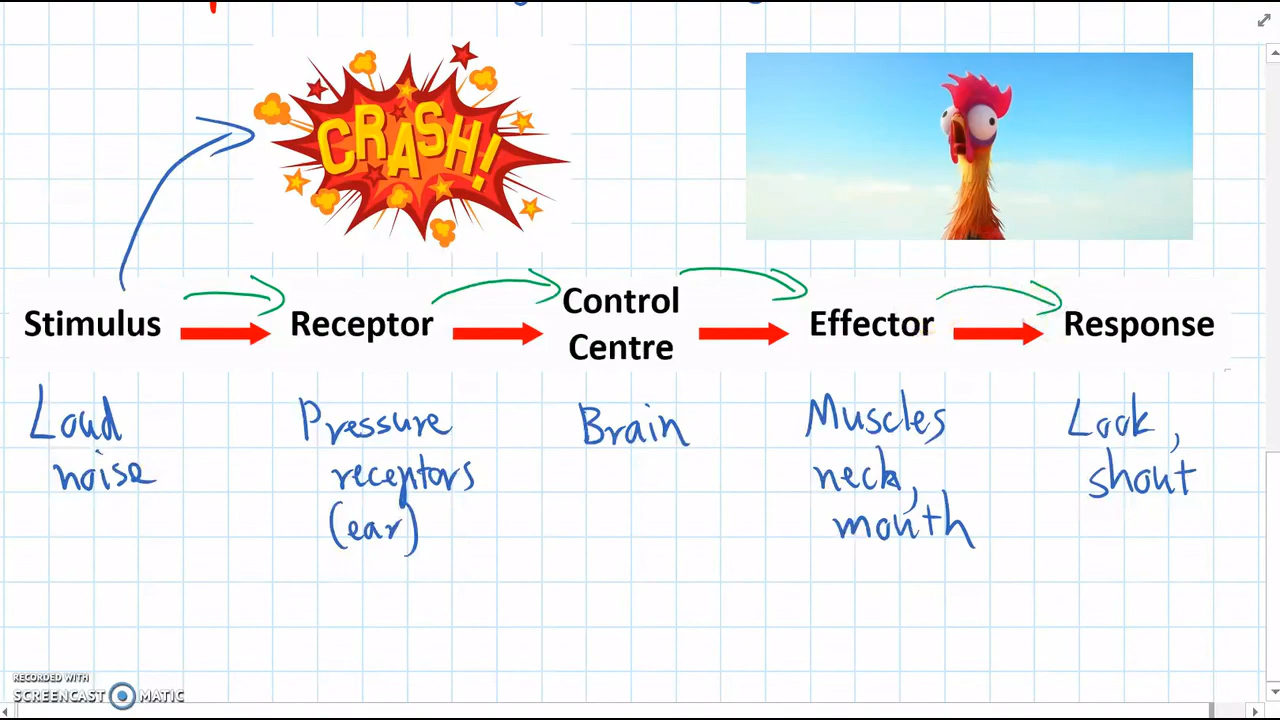 CRASH!
Stimulus
Receptor
Control
Centre
Effector
Response
Loud
noise
Pressure
receptors
(ear)
Brain
Muscles
neck,
mouth
Look,
shout
RECORDED WITH
SCREENCAST MATIC